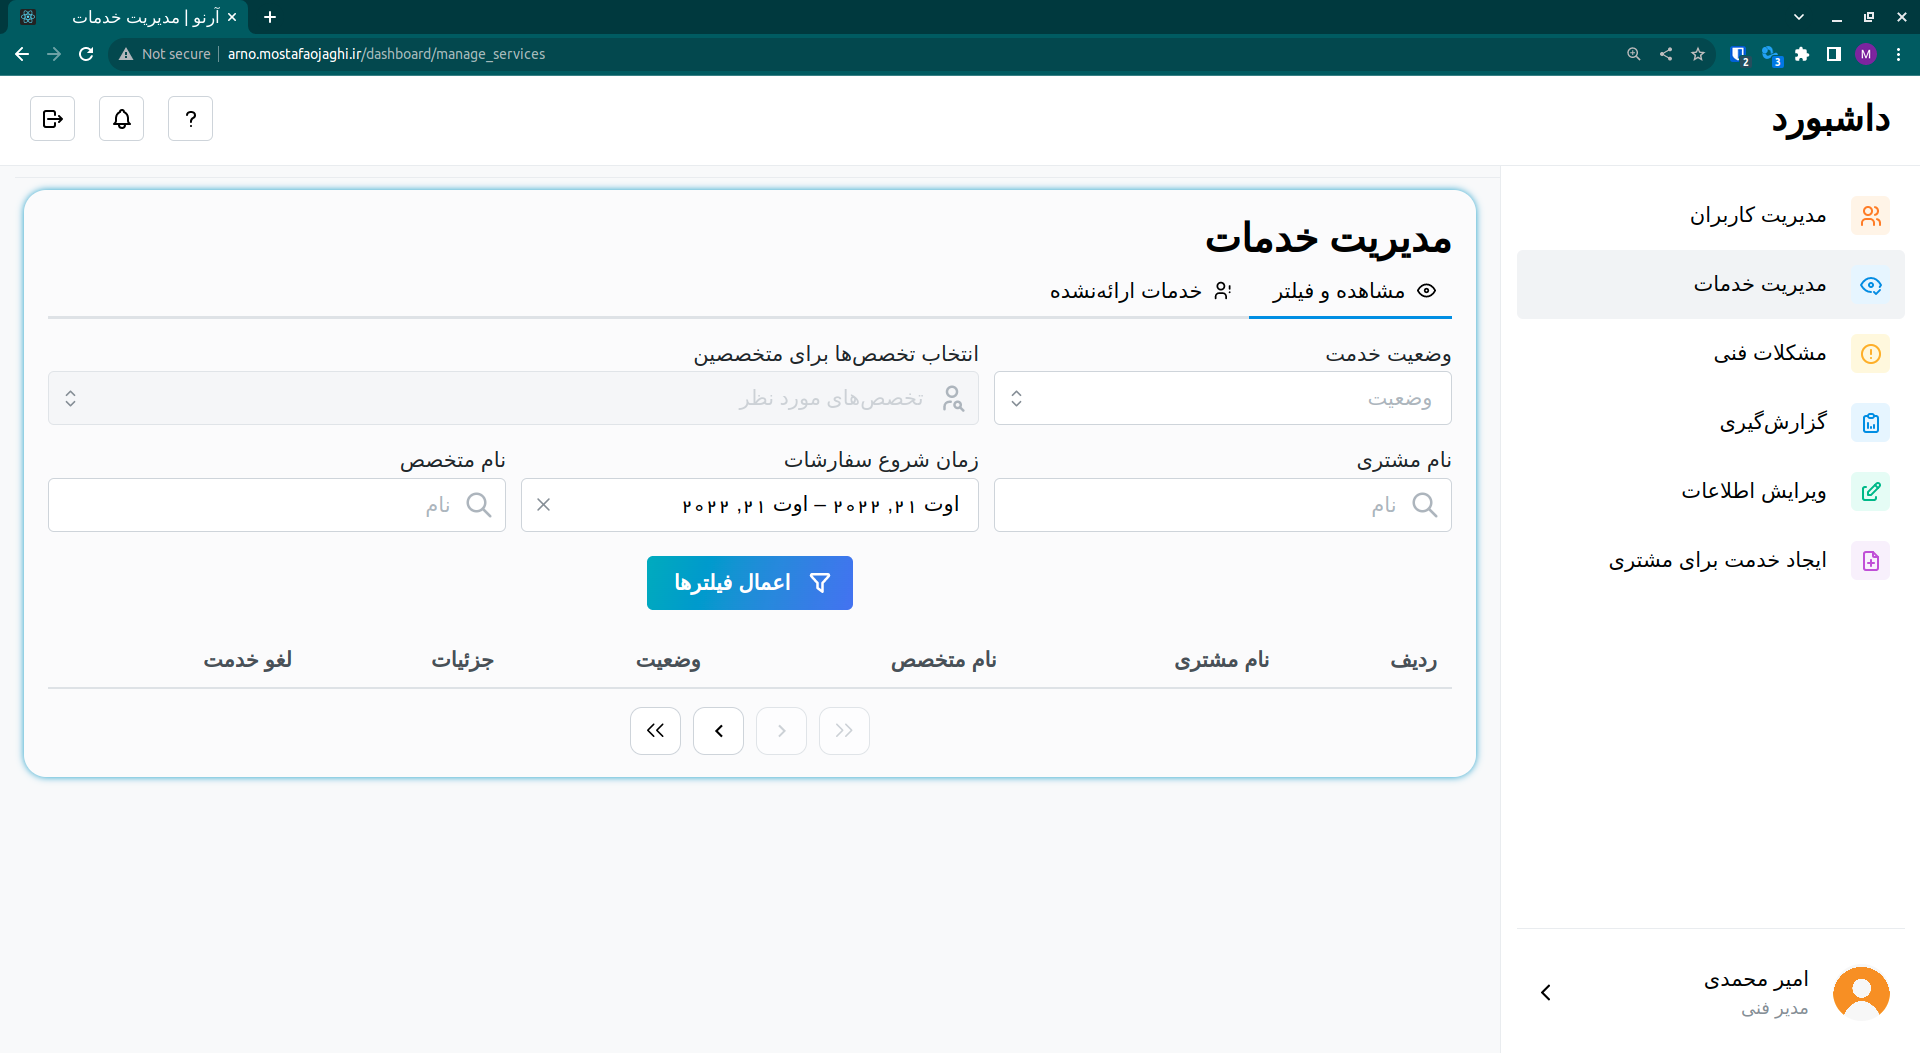 آرنو | مدیریت خدمات
Not secure
arno.mostafaojaghi.ir/dashboard/manage_services
2
3
M
داشبورد
?
مدیریت کاربران
مدیریت خدمات
مشکلات فنی
گزارش‌گیری
ویرایش اطلاعات
ایجاد خدمت برای مشتری
امیر محمدی
مدیر فنی
مدیریت خدمات
مشاهده و فیلتر
خدمات ارائه‌نشده
وضعیت خدمت
انتخاب تخصص‌ها برای متخصصین
وضعیت
تخصص‌های مورد نظر
نام مشتری
زمان شروع سفارشات
نام متخصص
نام
اوت ۲۱, ۲۰۲۲ – اوت ۲۱, ۲۰۲۲
نام
اعمال فیلترها
ردیف نام مشتری نام متخصص وضعیت جزئیات لغو خدمت